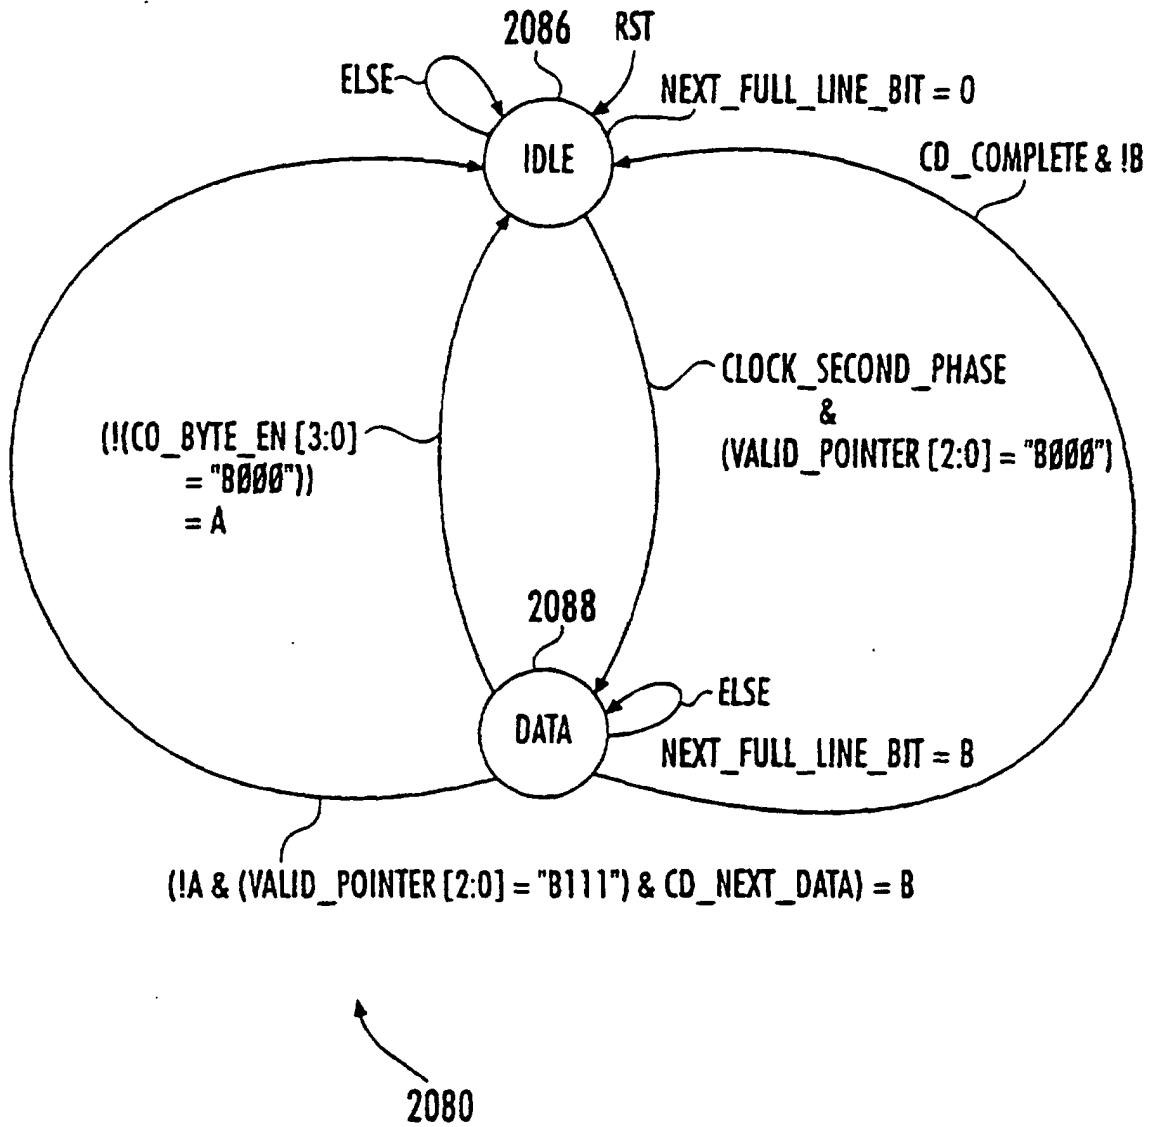 2086
RST
ELSE
NEXT_FULL_LINE_BIT = 0
IDLE
CD_COMPLETE & !B
CLOCK_SECOND_PHASE
&
(VALID_POINTER [2:0] = "B000")
(!(CO_BYTE_EN [3:0]
= "B000"))
= A
2088
ELSE
DATA
NEXT_FULL_LINE_BIT = B
(!A & (VALID_POINTER [2:0] = "B111") & CD_NEXT_DATA) = B
2080